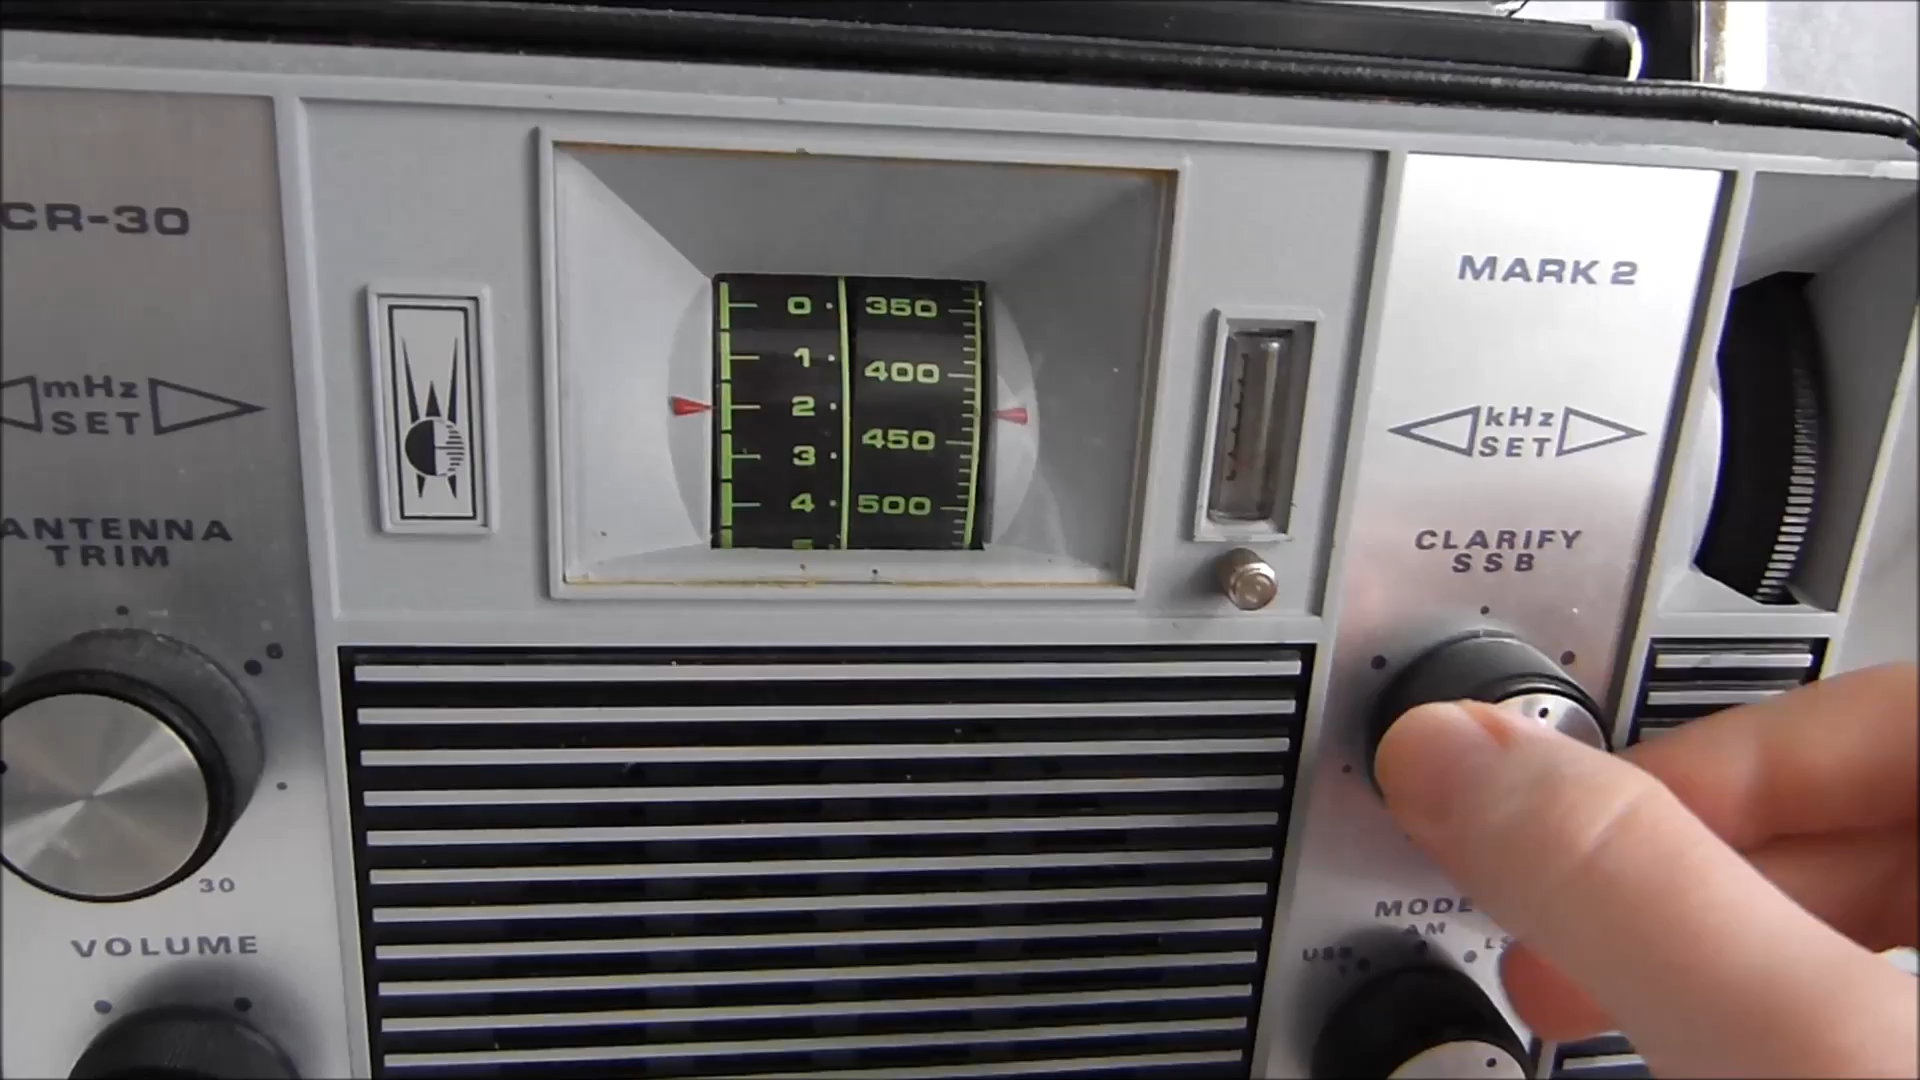 CR-30
mHz
SET
ANTENNA
TRIM
6
30
VOLUME
0 350
1 400
2
3 450
4 500
MARK 2
kHz
SET
CLARIFY
SSB
MODE
AM
USB